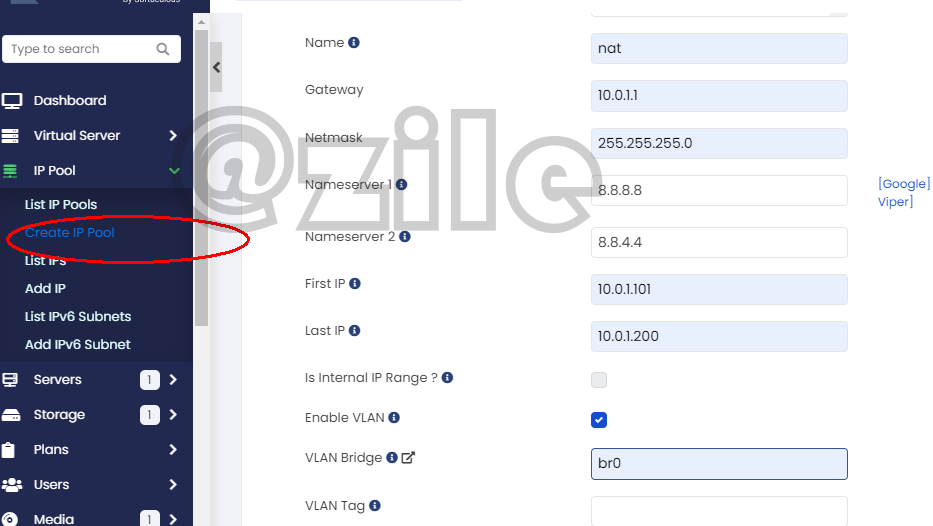 by Softaculous
Type to search
Dashboard
Virtual Server
IP Pool
List IP Pools
Create IP Pool
List IPs
Add IP
List IPv6 Subnets
Add IPv6 Subnet
Servers 1
Storage 1
Plans
Users
Media 1
Name nat
Gateway 10.0.1.1
Netmask 255.255.255.0
Nameserver 1 8.8.8.8 [Google]
Viper]
Nameserver 2 8.8.4.4
First IP 10.0.1.101
Last IP 10.0.1.200
Is Internal IP Range ?
Enable VLAN
VLAN Bridge br0
VLAN Tag
@zile